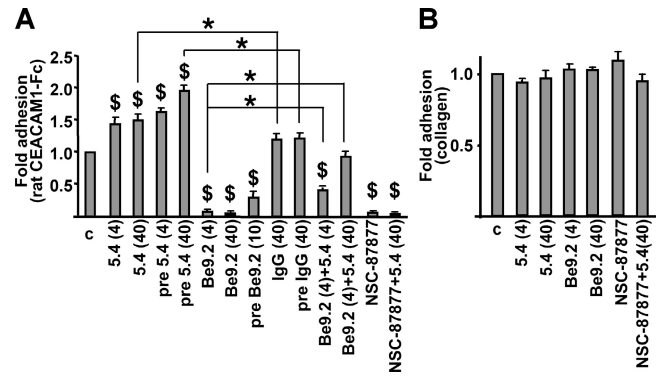 A
B
Fold adhesion
(rat CEACAM1-Fc)
2.5
2.0
1.5
1.0
0.5
$ $ $ $ $ $ $ $ $ $
* * * *
c
5.4 (4)
5.4 (40)
pre 5.4 (4)
pre 5.4 (40)
Be9.2 (4)
Be9.2 (40)
pre Be9.2 (10)
IgG (40)
pre IgG (40)
Be9.2 (4)+5.4 (4)
Be9.2 (4)+5.4 (40)
NSC-87877
NSC-87877+5.4 (40)
Fold adhesion
(collagen)
1.0
0.5
c
5.4 (4)
5.4 (40)
Be9.2 (4)
Be9.2 (40)
NSC-87877
NSC-87877+5.4(40)